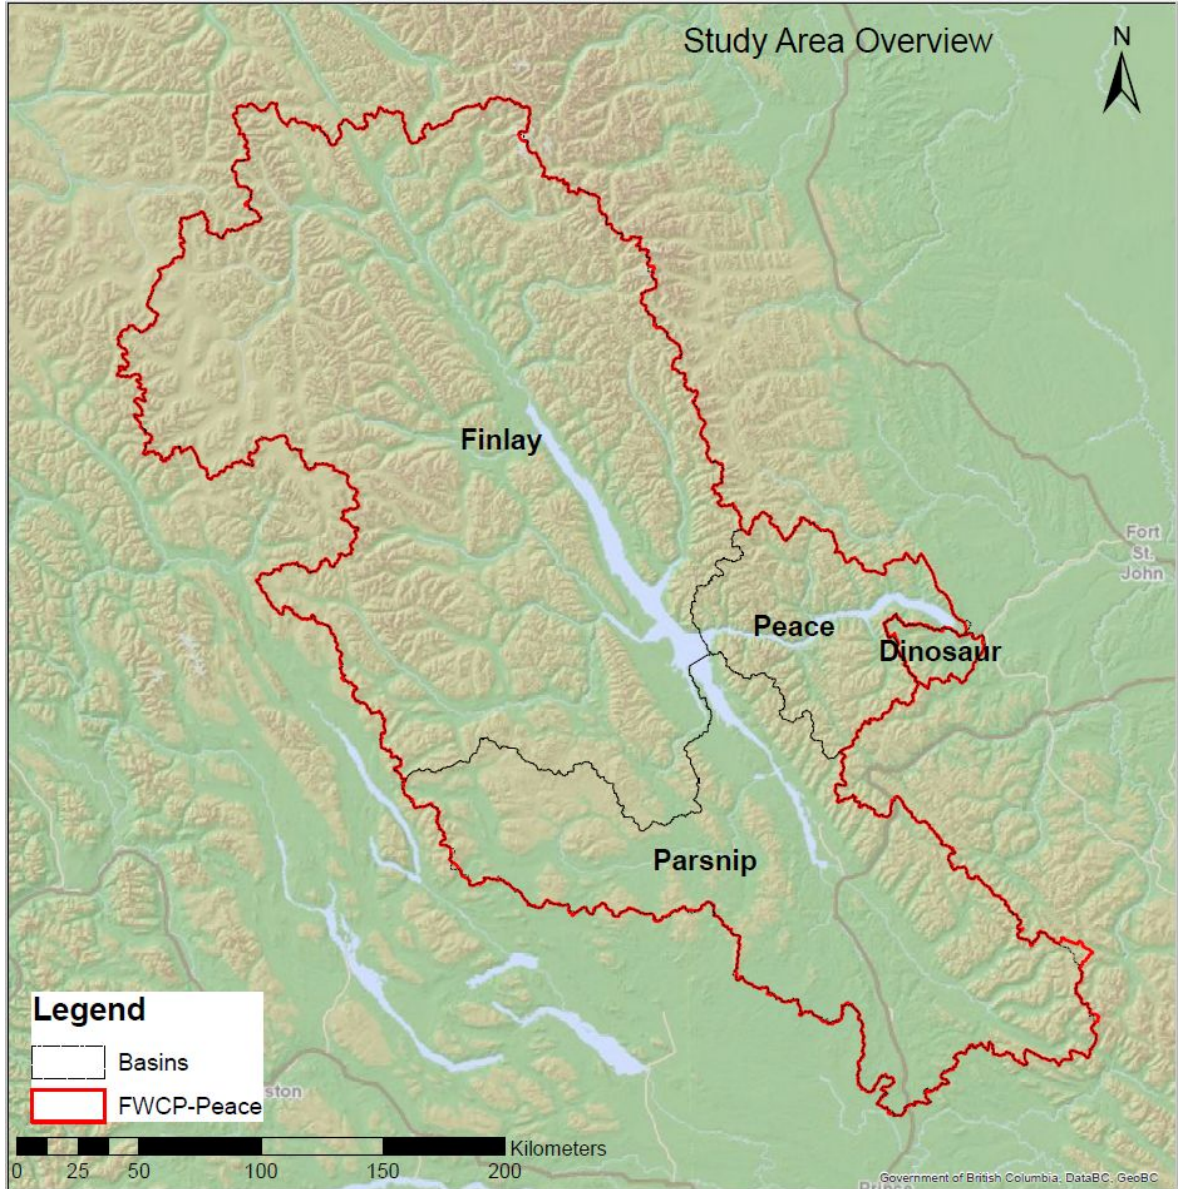 Study Area Overview
N
Finlay
Fort
St.
John
Peace
Dinosaur
Parsnip
Legend
Basins
FWCP-Peace
ston
Kilometers
0 25 50 100 150 200
Government of British Columbia, DataBC, GeoBC